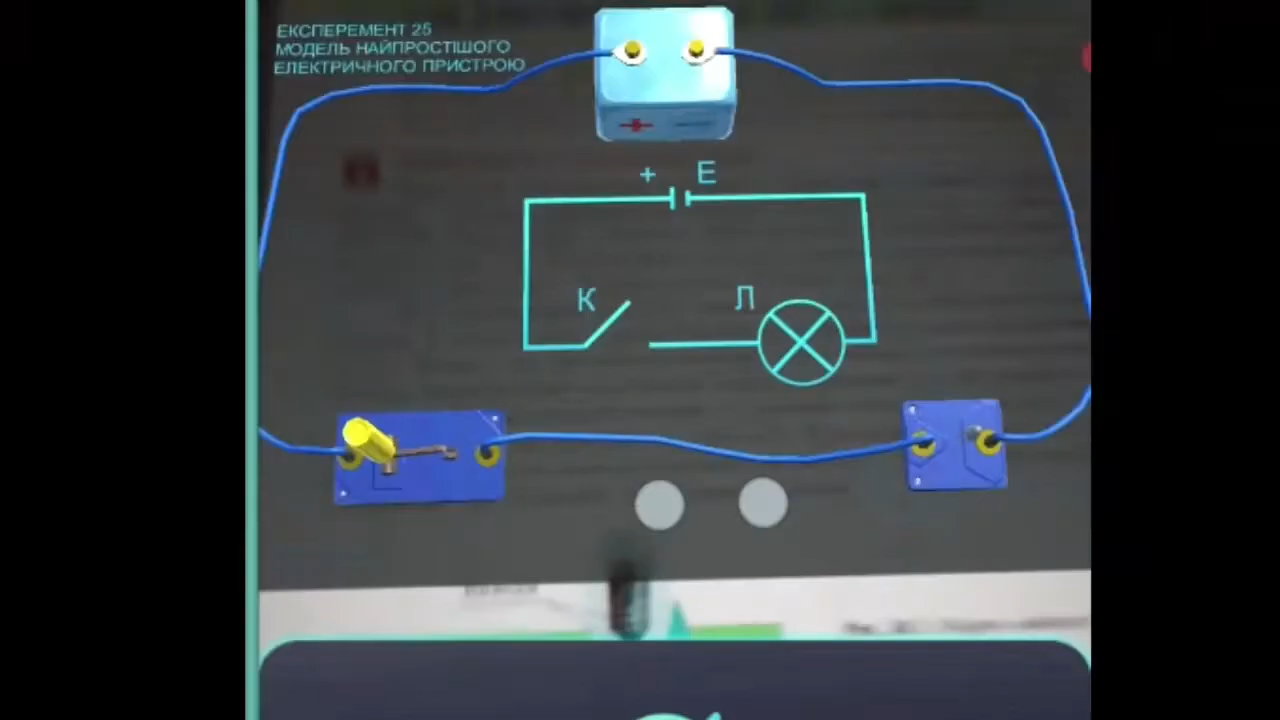 ЕКСПЕРЕМЕНТ 25
МОДЕЛЬ НАЙПРОСТІШОГО
ЕЛЕКТРИЧНОГО ПРИСТРОЮ
+ E
К
Л